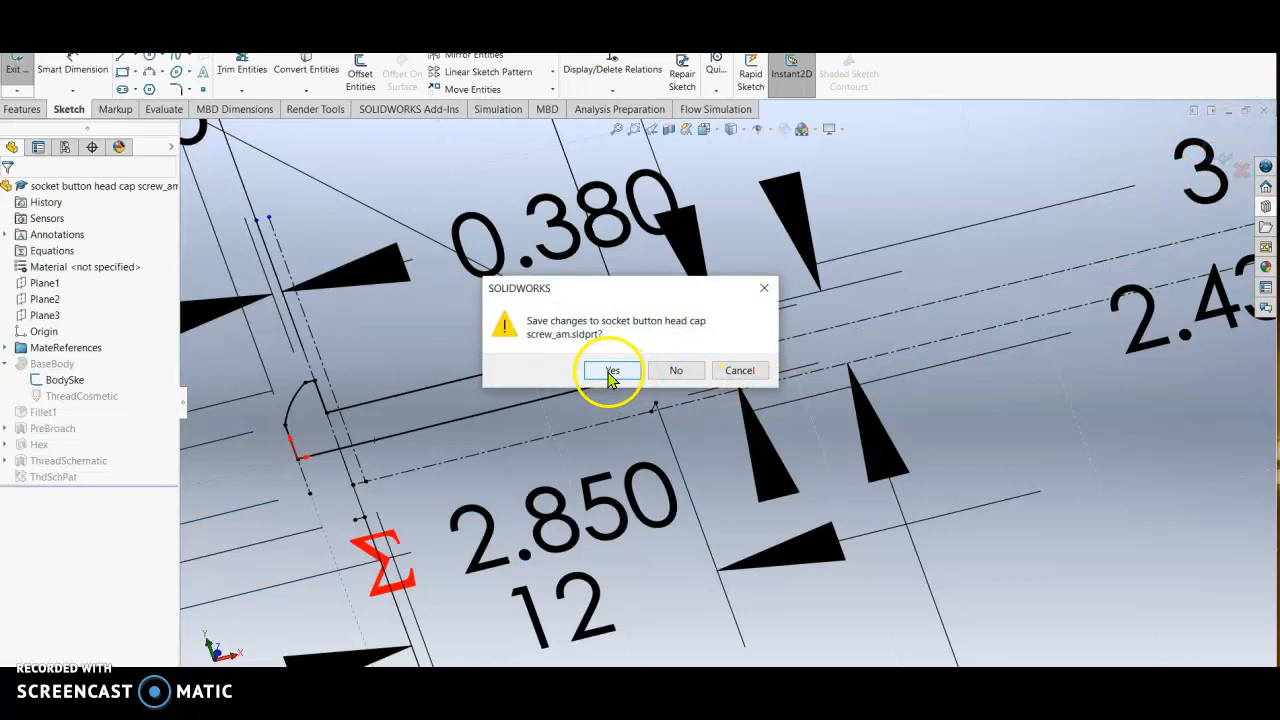 Mirror Entities
Exit ...
Smart Dimension
Trim Entities
Convert Entities
Offset Entities
Offset On Surface
Linear Sketch Pattern
Move Entities
Display/Delete Relations
Repair Sketch
Qui...
Rapid Sketch
Instant2D
Shaded Sketch Contours
Features
Sketch
Markup
Evaluate
MBD Dimensions
Render Tools
SOLIDWORKS Add-Ins
Simulation
MBD
Analysis Preparation
Flow Simulation
socket button head cap screw_am
History
Sensors
Annotations
Equations
Material <not specified>
Plane1
Plane2
Plane3
Origin
MateReferences
BaseBody
BodySke
ThreadCosmetic
Fillet1
PreBroach
Hex
ThreadSchematic
ThdSchPat
0.380
3
2.43
2.850
12
Σ
SOLIDWORKS
Save changes to socket button head cap
screw_am.sldprt?
Yes
No
Cancel
Y
Z
X
RECORDED WITH
SCREENCAST MATIC